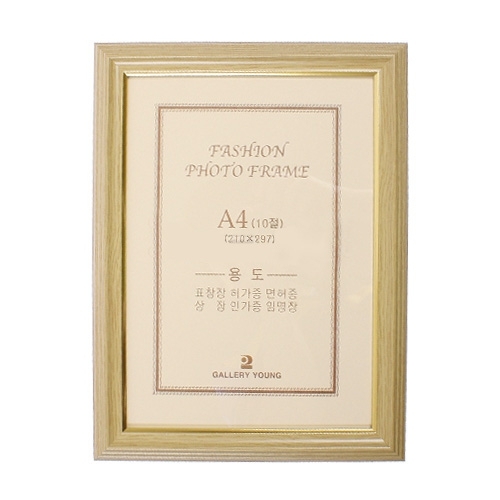 FASHION
PHOTO FRAME
A4(10절)
(210X297)
용 도
표창장 허가증 면허증
상 장 인가증 임명장
2
GALLERY YOUNG